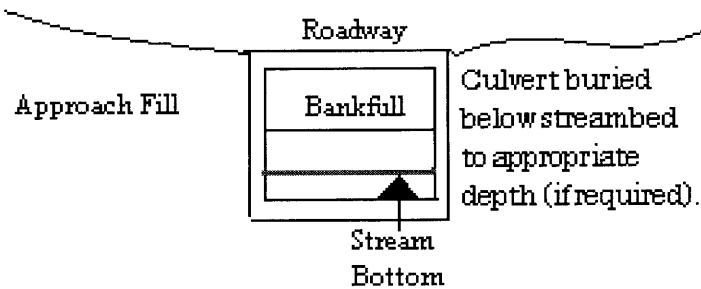 Roadway
Approach Fill
Bankfull
Culvert buried
below streambed
to appropriate
depth (if required).
Stream
Bottom